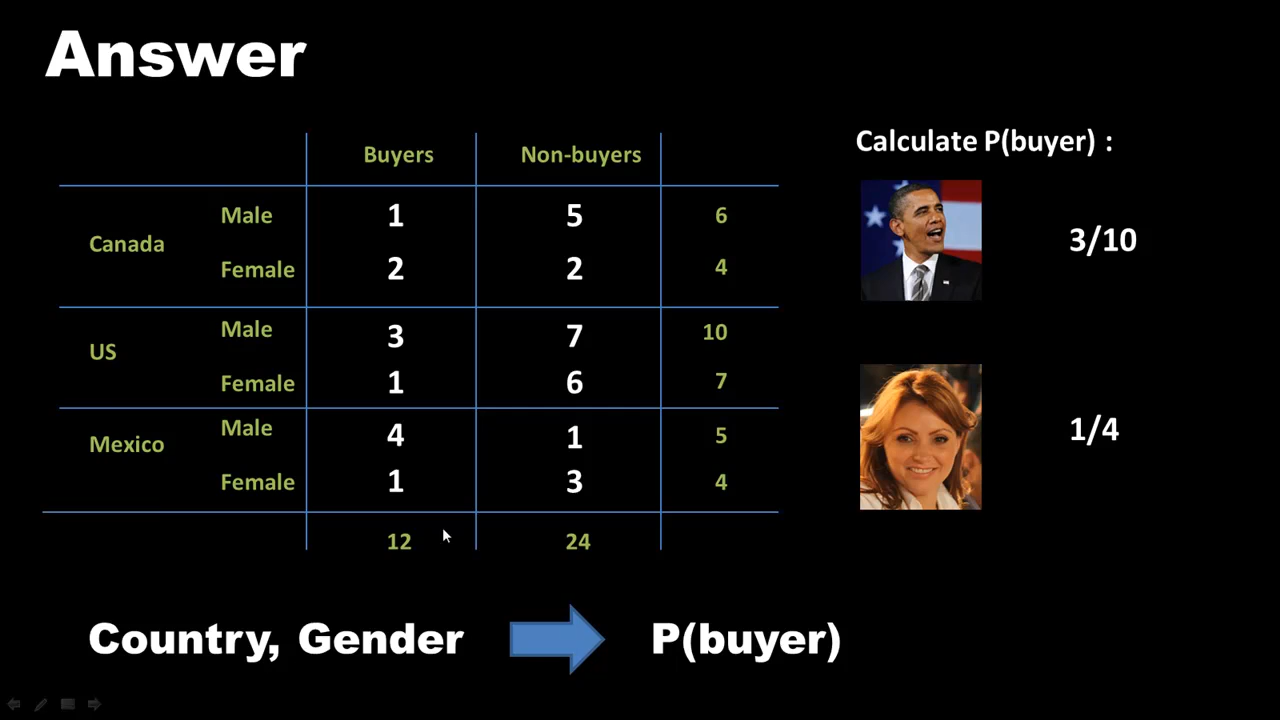 Answer
Buyers Non-buyers
Canada
Male 1 5 6
Female 2 2 4
US
Male 3 7 10
Female 1 6 7
Mexico
Male 4 1 5
Female 1 3 4
12 24
Calculate P(buyer) :
3/10
1/4
Country, Gender P(buyer)